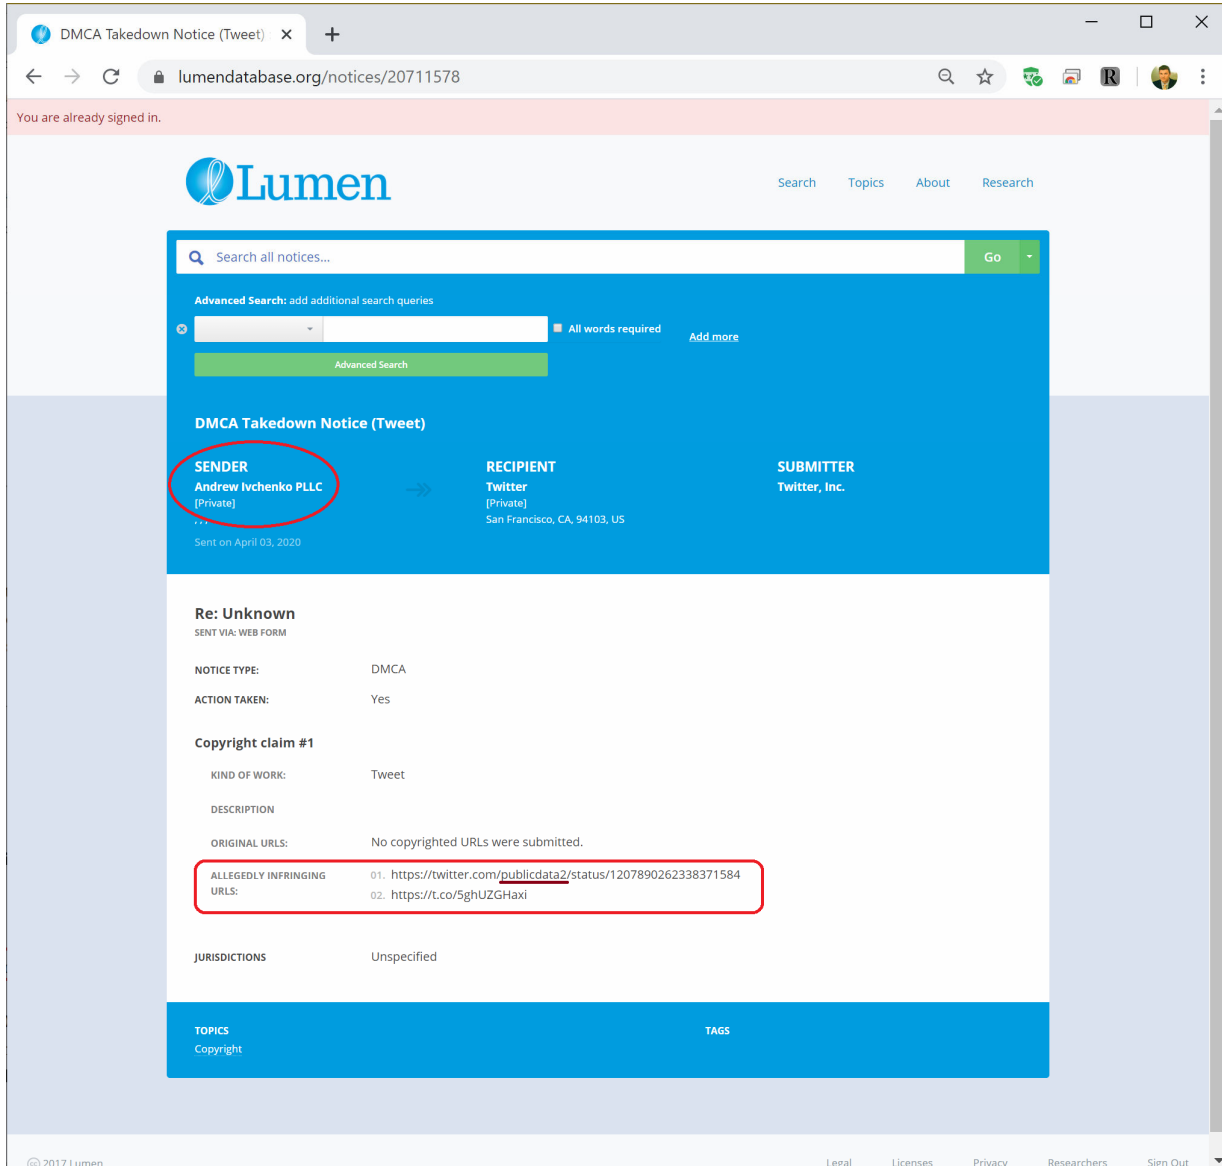 DMCA Takedown Notice (Tweet)
lumendatabase.org/notices/20711578
R
You are already signed in.
Lumen
Search Topics About Research
Search all notices...
Go
Advanced Search: add additional search queries
All words required
Add more
Advanced Search
DMCA Takedown Notice (Tweet)
SENDER
Andrew Ivchenko PLLC
[Private]
, , ,
Sent on April 03, 2020
RECIPIENT
Twitter
[Private]
San Francisco, CA, 94103, US
SUBMITTER
Twitter, Inc.
Re: Unknown
SENT VIA: WEB FORM
NOTICE TYPE: DMCA
ACTION TAKEN: Yes
Copyright claim #1
KIND OF WORK: Tweet
DESCRIPTION
ORIGINAL URLS: No copyrighted URLs were submitted.
ALLEGEDLY INFRINGING
URLS:
01. https://twitter.com/publicdata2/status/1207890262338371584
02. https://t.co/5ghUZGHaxi
JURISDICTIONS Unspecified
TOPICS
Copyright
TAGS
2017 Lumen
Legal Licenses Privacy Researchers Sign Out